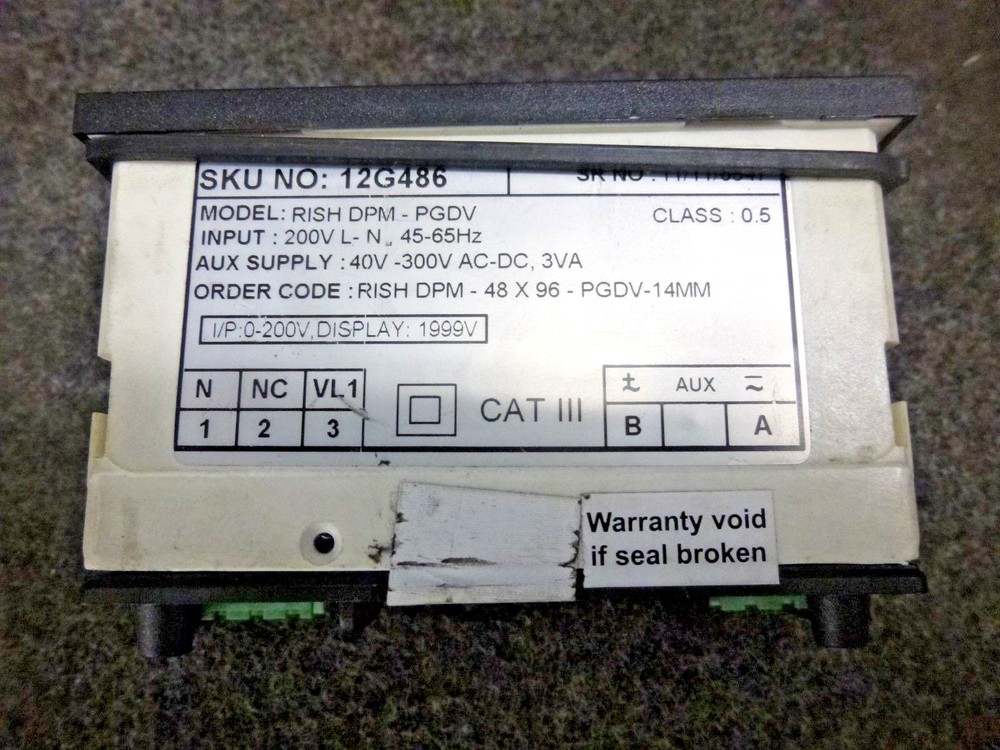 SKU NO: 12G486
SR NO :
MODEL: RISH DPM - PGDV
CLASS : 0.5
INPUT : 200V L- N , 45-65Hz
AUX SUPPLY : 40V -300V AC-DC, 3VA
ORDER CODE : RISH DPM - 48 X 96 - PGDV-14MM
I/P:0-200V,DISPLAY: 1999V
N NC VL1
1 2 3
CAT III
AUX
B A
Warranty void
if seal broken